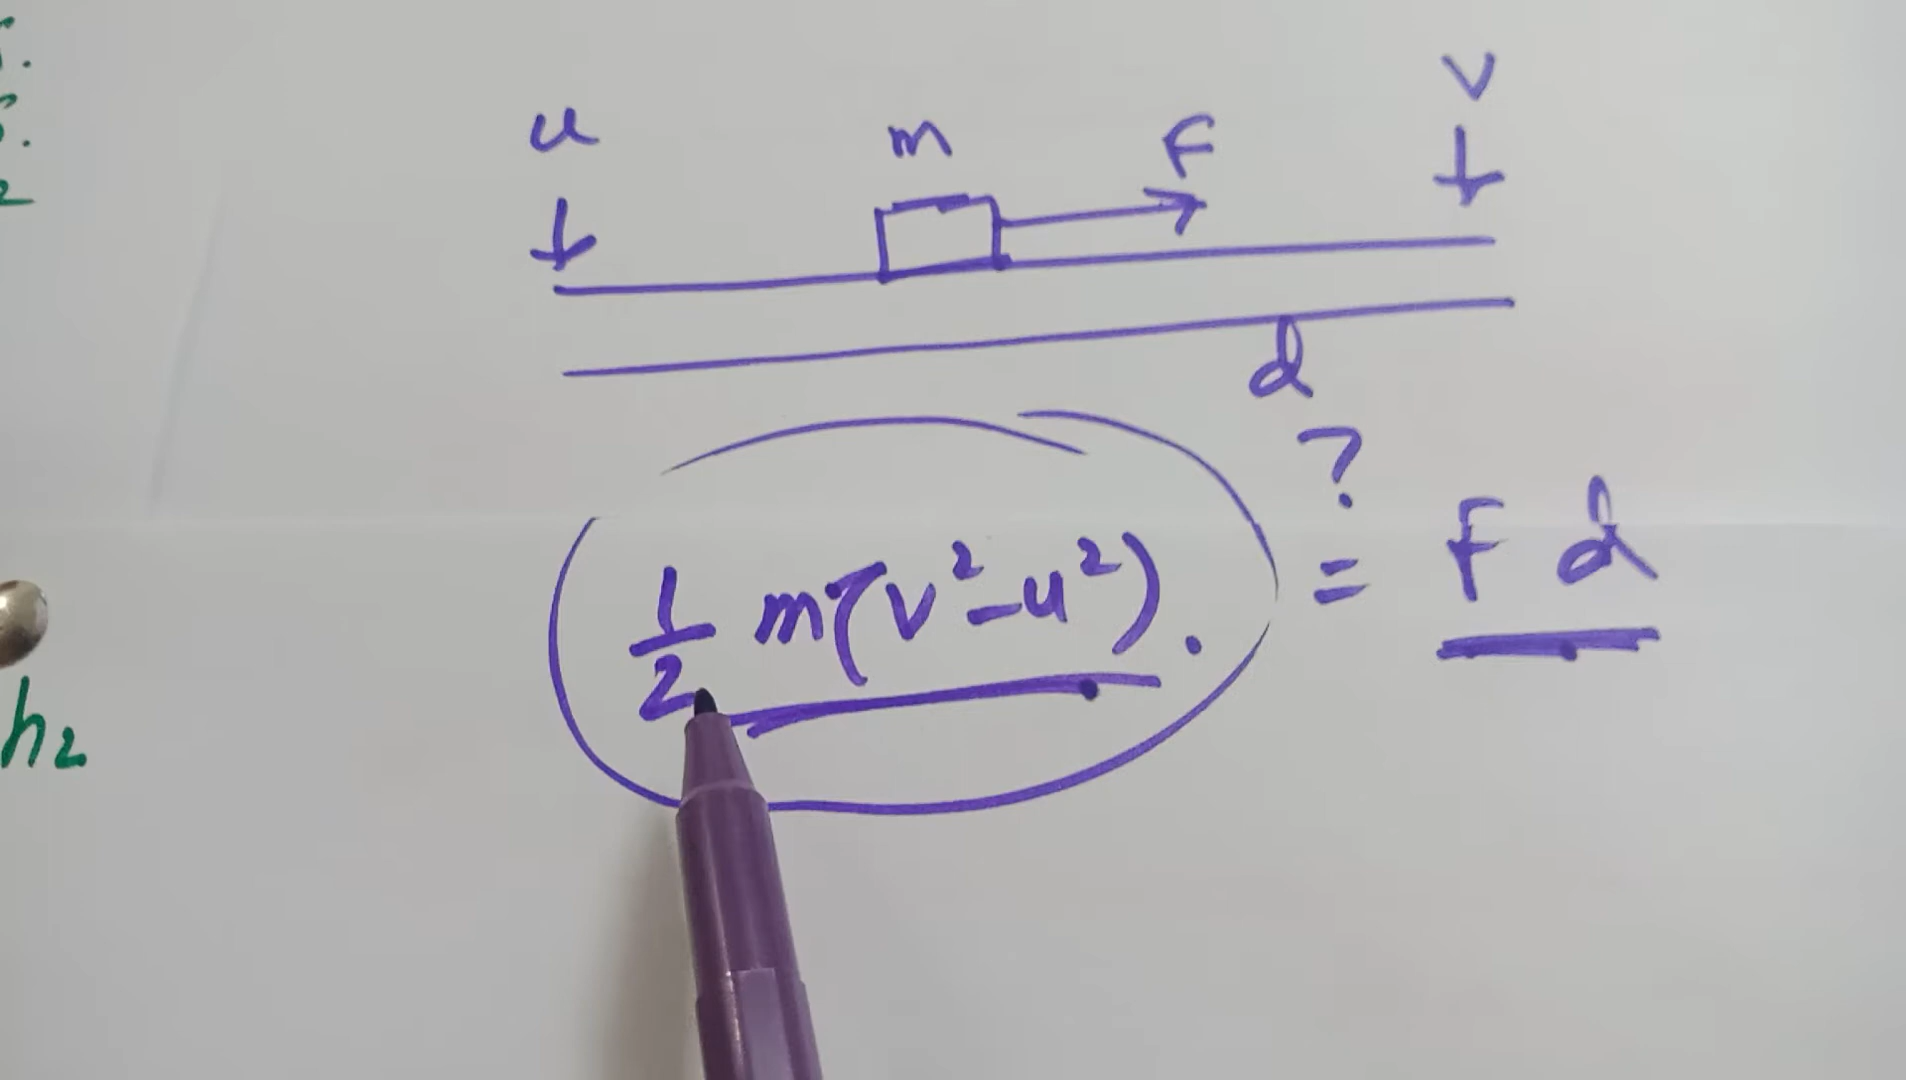 u m F v
d
?
1/2 m(v²-u²). = F d
h₂